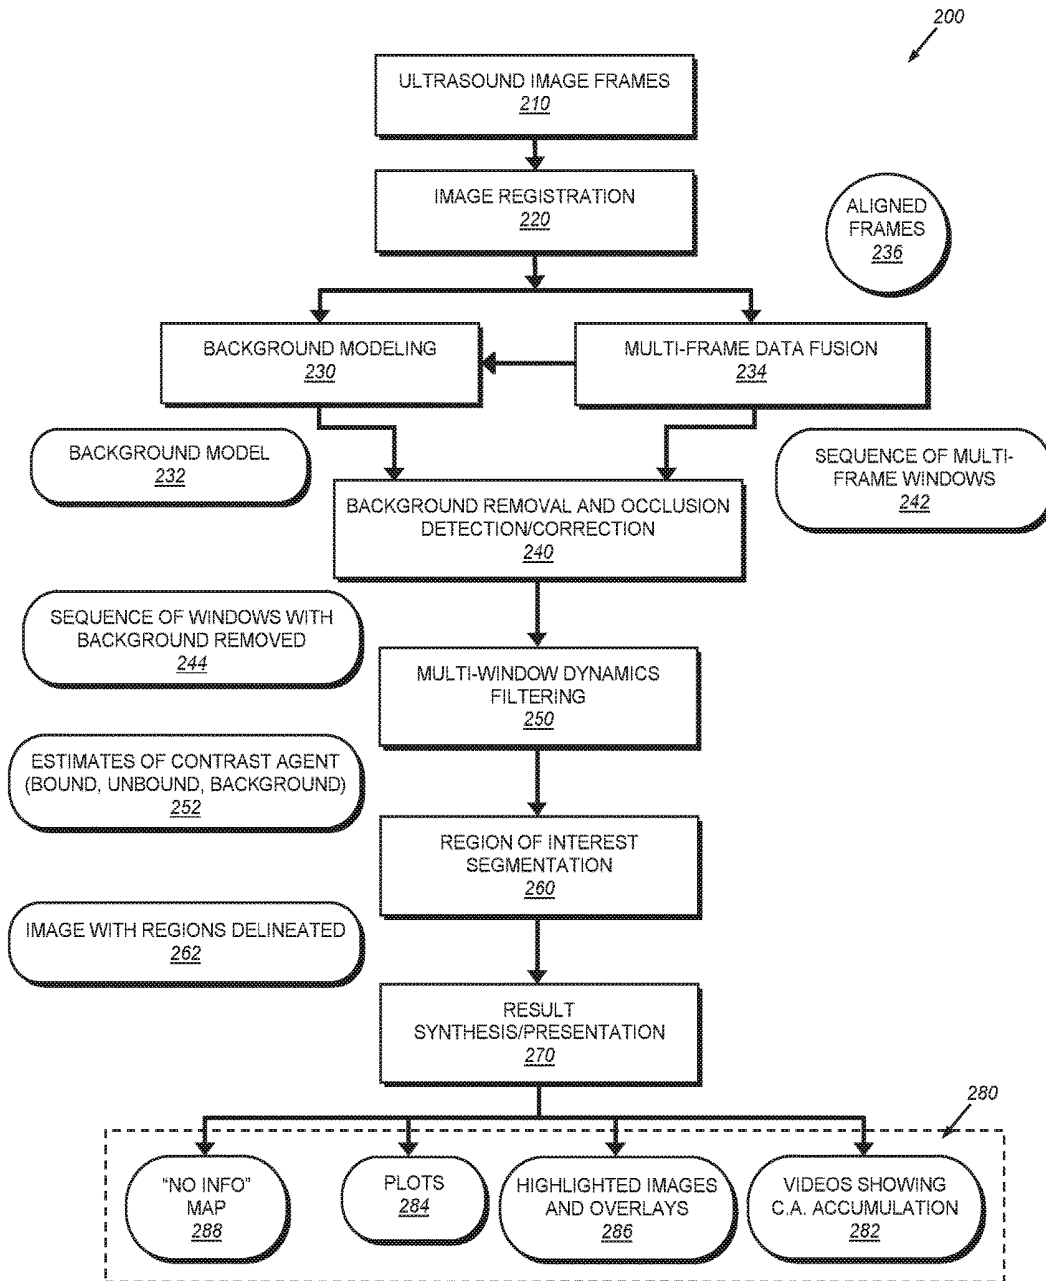 200
ULTRASOUND IMAGE FRAMES
210
IMAGE REGISTRATION
220
ALIGNED
FRAMES
236
BACKGROUND MODELING
230
MULTI-FRAME DATA FUSION
234
BACKGROUND MODEL
232
SEQUENCE OF MULTI-
FRAME WINDOWS
242
BACKGROUND REMOVAL AND OCCLUSION
DETECTION/CORRECTION
240
SEQUENCE OF WINDOWS WITH
BACKGROUND REMOVED
244
MULTI-WINDOW DYNAMICS
FILTERING
250
ESTIMATES OF CONTRAST AGENT
(BOUND, UNBOUND, BACKGROUND)
252
REGION OF INTEREST
SEGMENTATION
260
IMAGE WITH REGIONS DELINEATED
262
RESULT
SYNTHESIS/PRESENTATION
270
280
"NO INFO"
MAP
288
PLOTS
284
HIGHLIGHTED IMAGES
AND OVERLAYS
286
VIDEOS SHOWING
C.A. ACCUMULATION
282